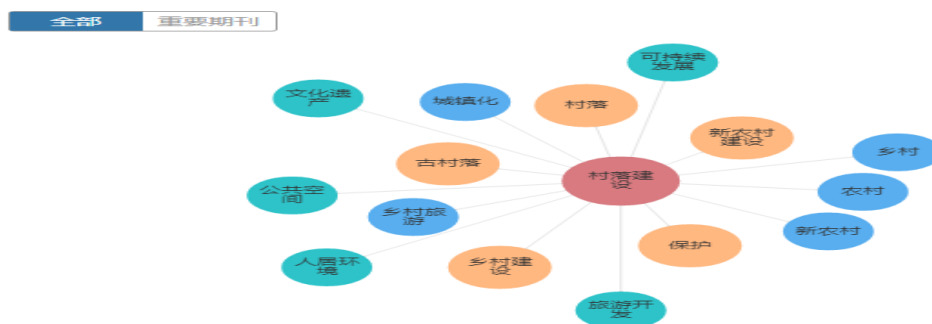 全部 重要期刊
可持续
发展
文化遗
产
城镇化
村落
新农村
建设
乡村
古村落
村落建
设
公共空
间
农村
乡村旅
游
新农村
保护
人居环
境
乡村建
设
旅游开
发